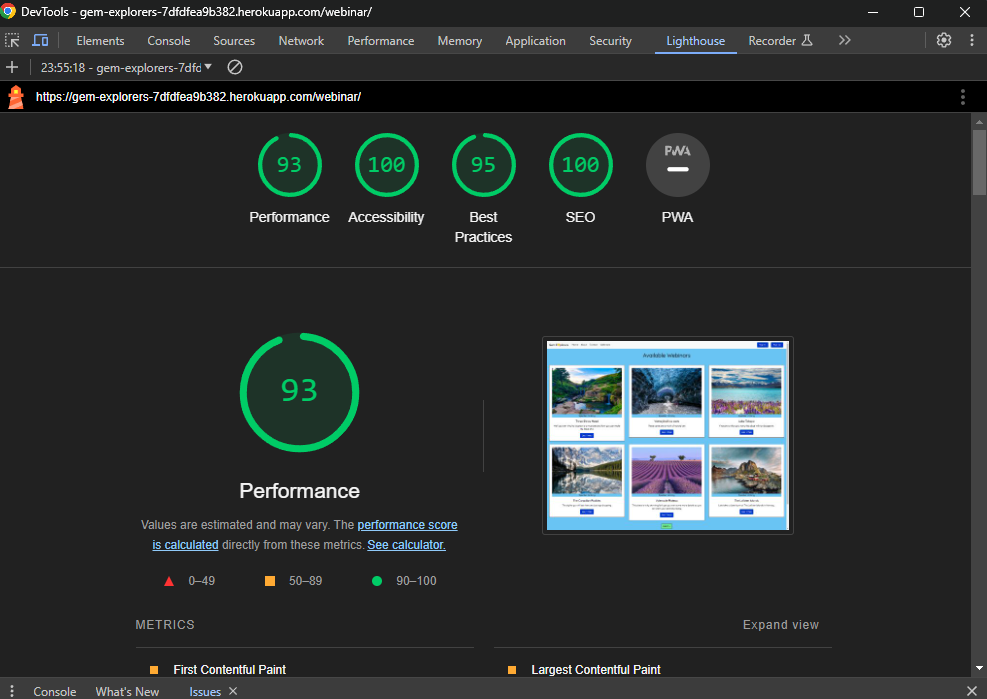 DevTools - gem-explorers-7dfdfea9b382.herokuapp.com/webinar/
Elements Console Sources Network Performance Memory Application Security Lighthouse Recorder
23:55:18 - gem-explorers-7dfd
https://gem-explorers-7dfdfea9b382.herokuapp.com/webinar/
93 100 95 100 PWA
Performance Accessibility Best Practices SEO PWA
93
Available Webinars
Performance
Values are estimated and may vary. The performance score
is calculated directly from these metrics. See calculator.
0–49 50–89 90–100
METRICS Expand view
First Contentful Paint Largest Contentful Paint
Console What's New Issues